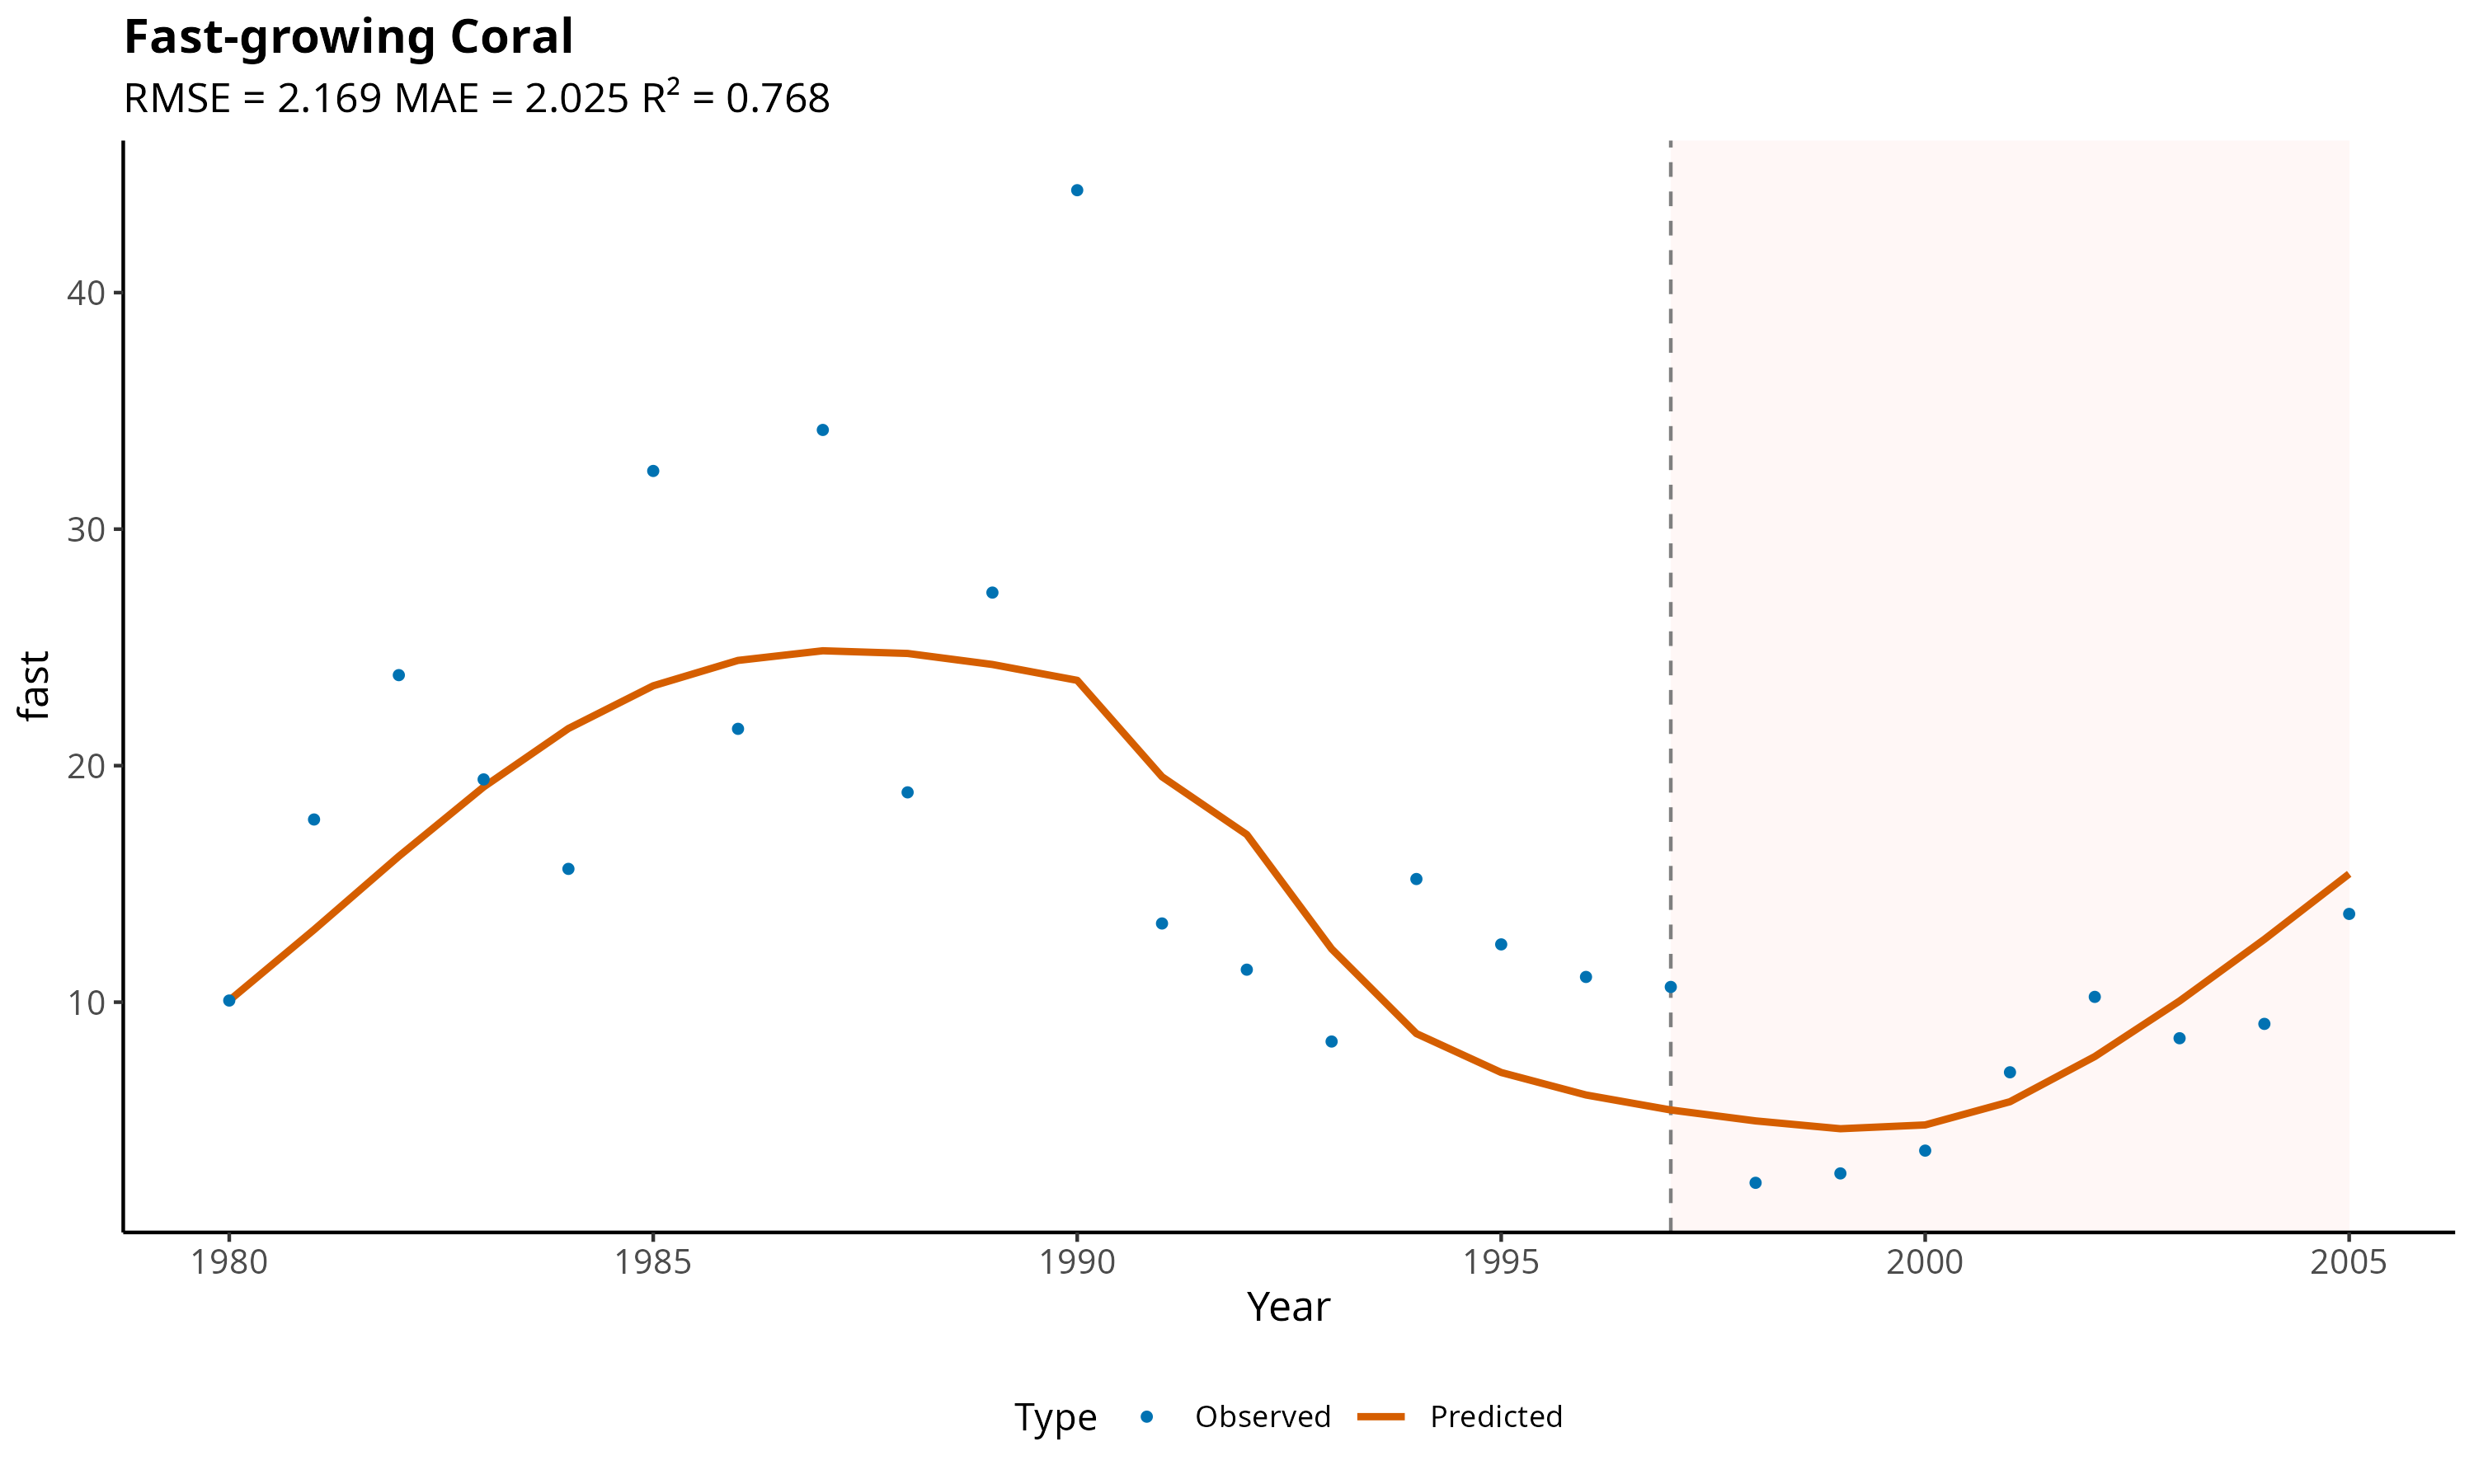 Fast-growing Coral
RMSE = 2.169 MAE = 2.025 R² = 0.768
fast
40
30
20
10
1980 1985 1990 1995 2000 2005
Year
Type Observed Predicted